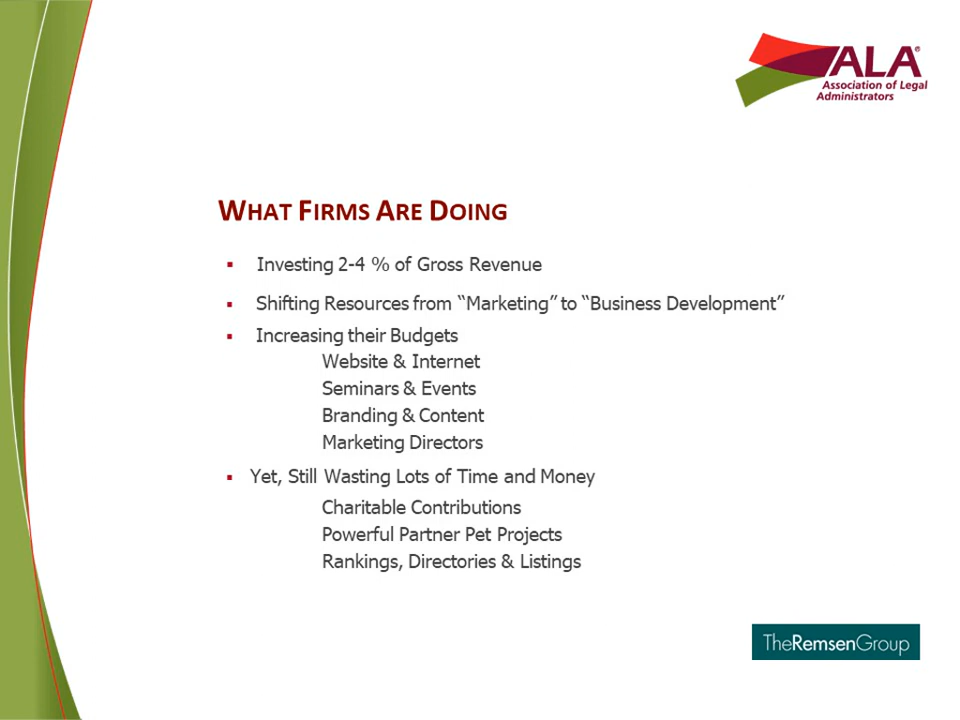 ALA®
Association of Legal
Administrators
WHAT FIRMS ARE DOING
▪ Investing 2-4 % of Gross Revenue
▪ Shifting Resources from “Marketing” to “Business Development”
▪ Increasing their Budgets
Website & Internet
Seminars & Events
Branding & Content
Marketing Directors
▪ Yet, Still Wasting Lots of Time and Money
Charitable Contributions
Powerful Partner Pet Projects
Rankings, Directories & Listings
TheRemsenGroup